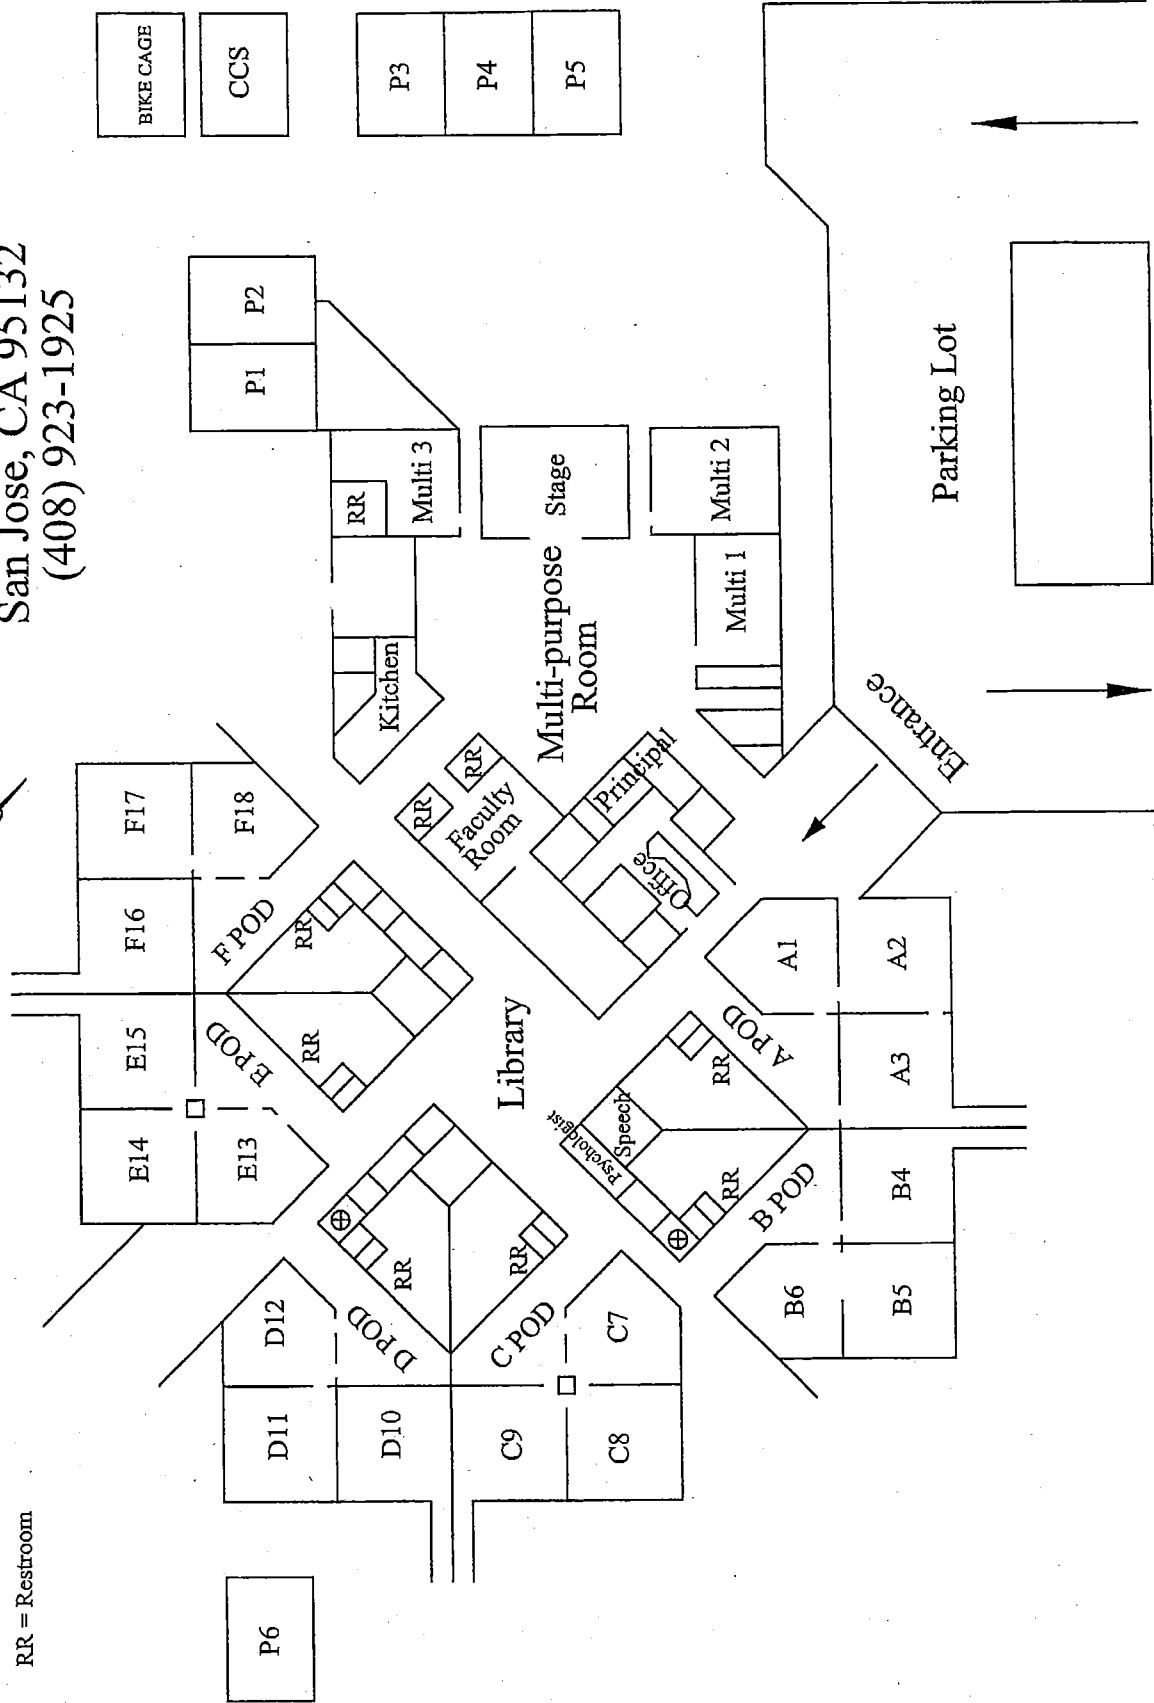 San Jose, CA 95132
(408) 923-1925
RR = Restroom
BIKE CAGE
CCS
P3
P4
P5
P2
P1
RR
Multi 3
Stage
Multi 2
Multi 1
Kitchen
Multi-purpose
Room
Parking Lot
Entrance
F17
F18
F16
F POD
RR
RR
RR
Faculty
Room
Principal
Office
E15
E14
E13
E POD
RR
Library
A1
A2
A3
A POD
RR
Speech
Psychologist
RR
B POD
B4
B5
B6
D12
D11
D10
D POD
RR
RR
C POD
C7
C9
C8
P6